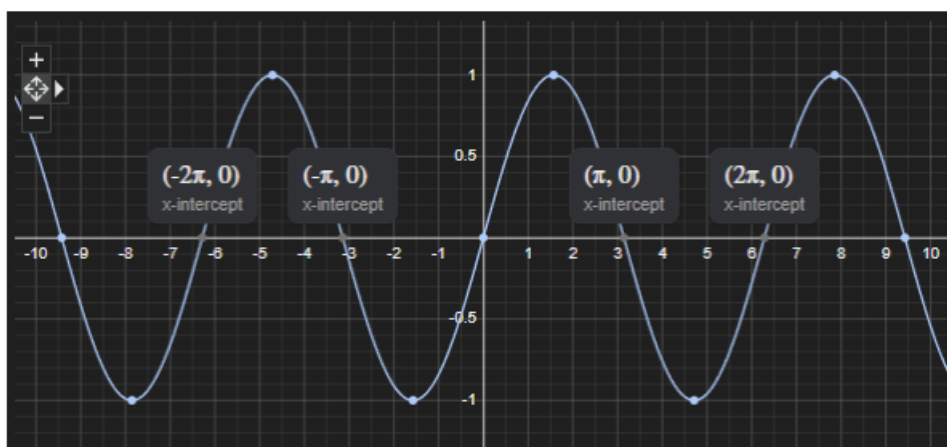 +
−
1
0.5
(-2π, 0)
x-intercept
(-π, 0)
x-intercept
(π, 0)
x-intercept
(2π, 0)
x-intercept
-10 -9 -8 -7 -6 -5 -4 -3 -2 -1 1 2 3 4 5 6 7 8 9 10
-0.5
-1